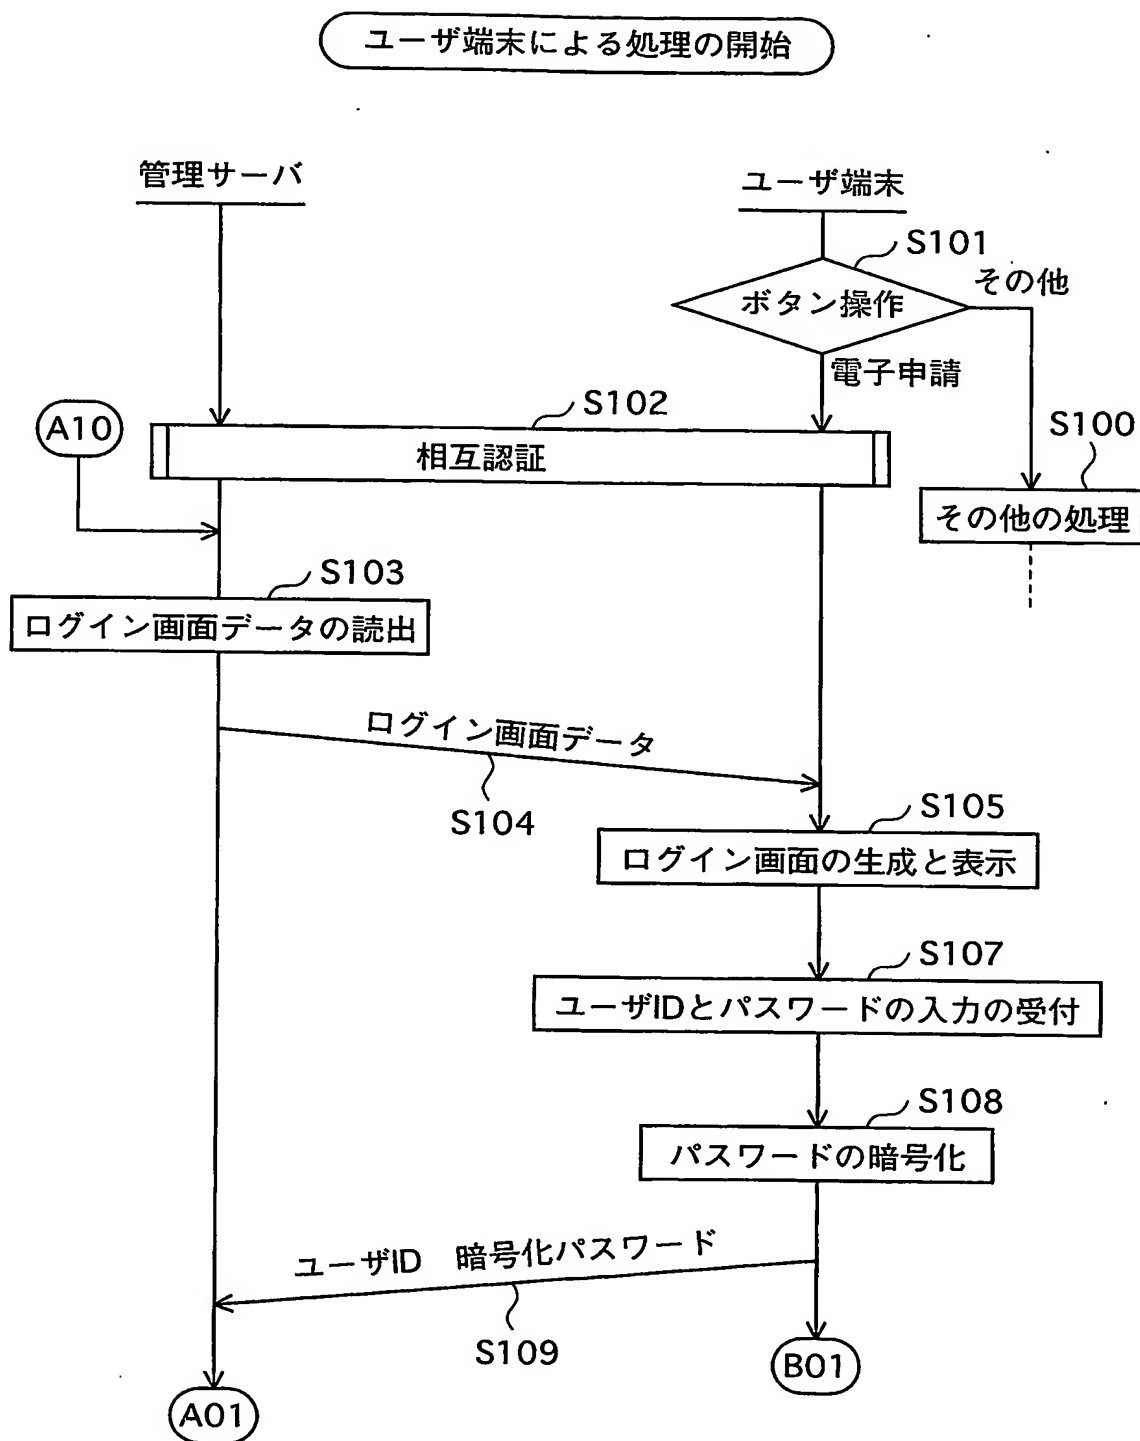 ユーザ端末による処理の開始
管理サーバ
ユーザ端末
S101
ボタン操作
その他
電子申請
S102
A10
相互認証
S100
その他の処理
S103
ログイン画面データの読出
ログイン画面データ
S104
S105
ログイン画面の生成と表示
S107
ユーザIDとパスワードの入力の受付
S108
パスワードの暗号化
ユーザID 暗号化パスワード
S109
B01
A01